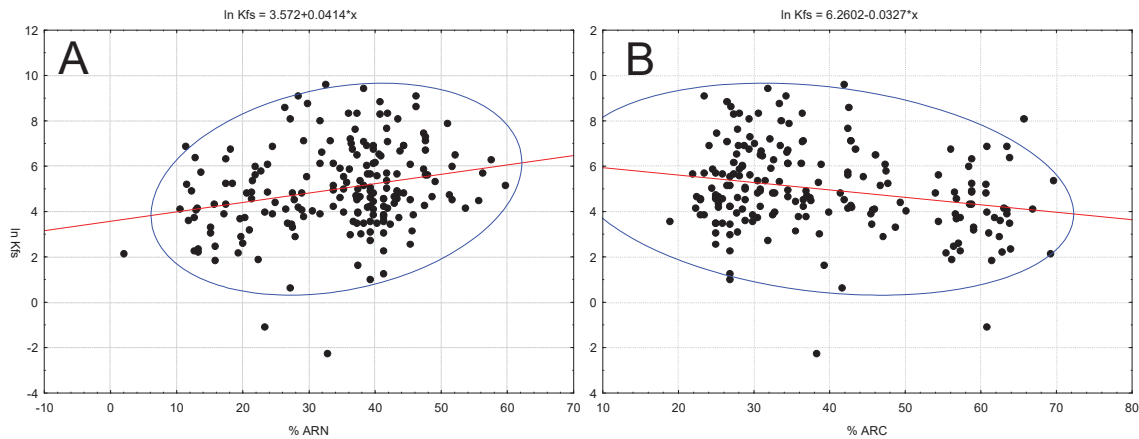 ln Kfs = 3.572+0.0414*x
A
12
10
8
6
4
2
0
-2
-4
ln Kfs
-10 0 10 20 30 40 50 60 70
% ARN
ln Kfs = 6.2602-0.0327*x
B
12
0
8
6
4
2
0
2
4
10 20 30 40 50 60 70 80
% ARC